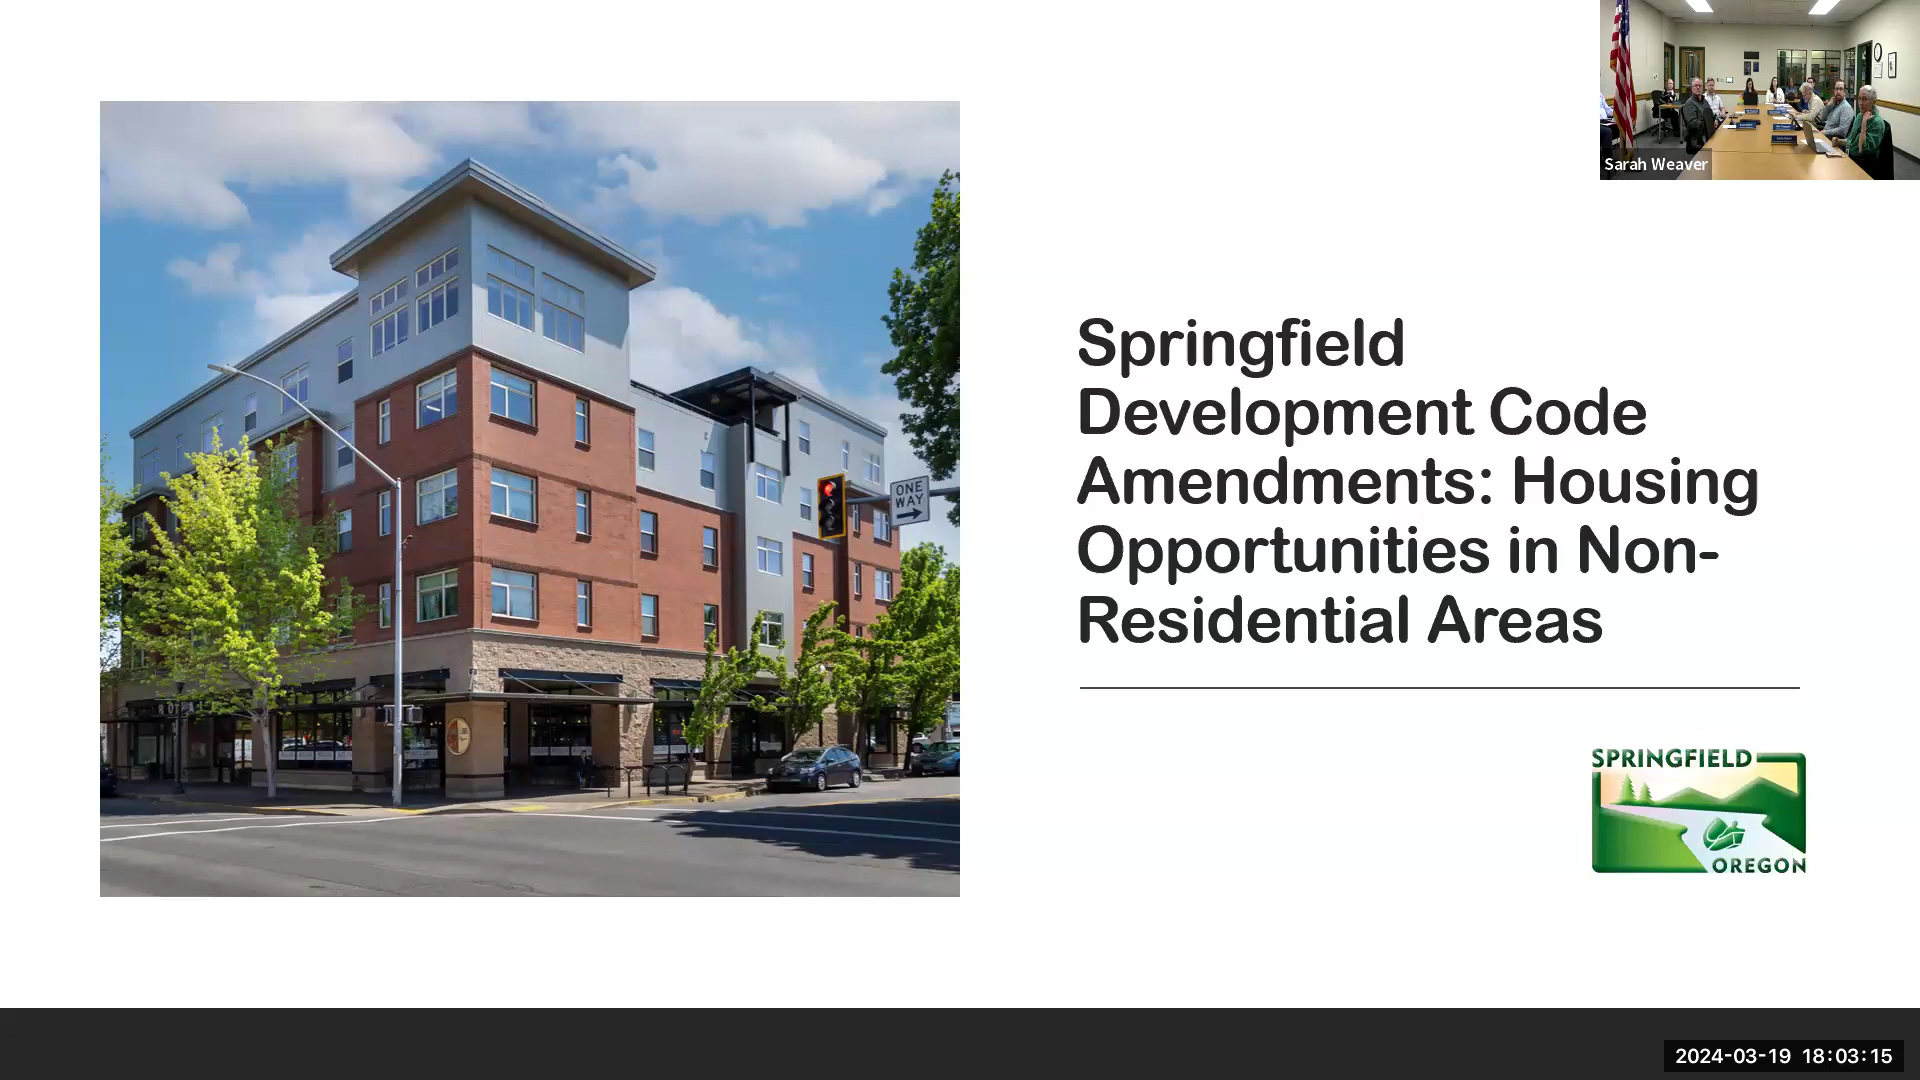 Sarah Weaver
ONE
WAY
Springfield
Development Code
Amendments: Housing
Opportunities in Non-
Residential Areas
SPRINGFIELD
OREGON
2024-03-19 18:03:15